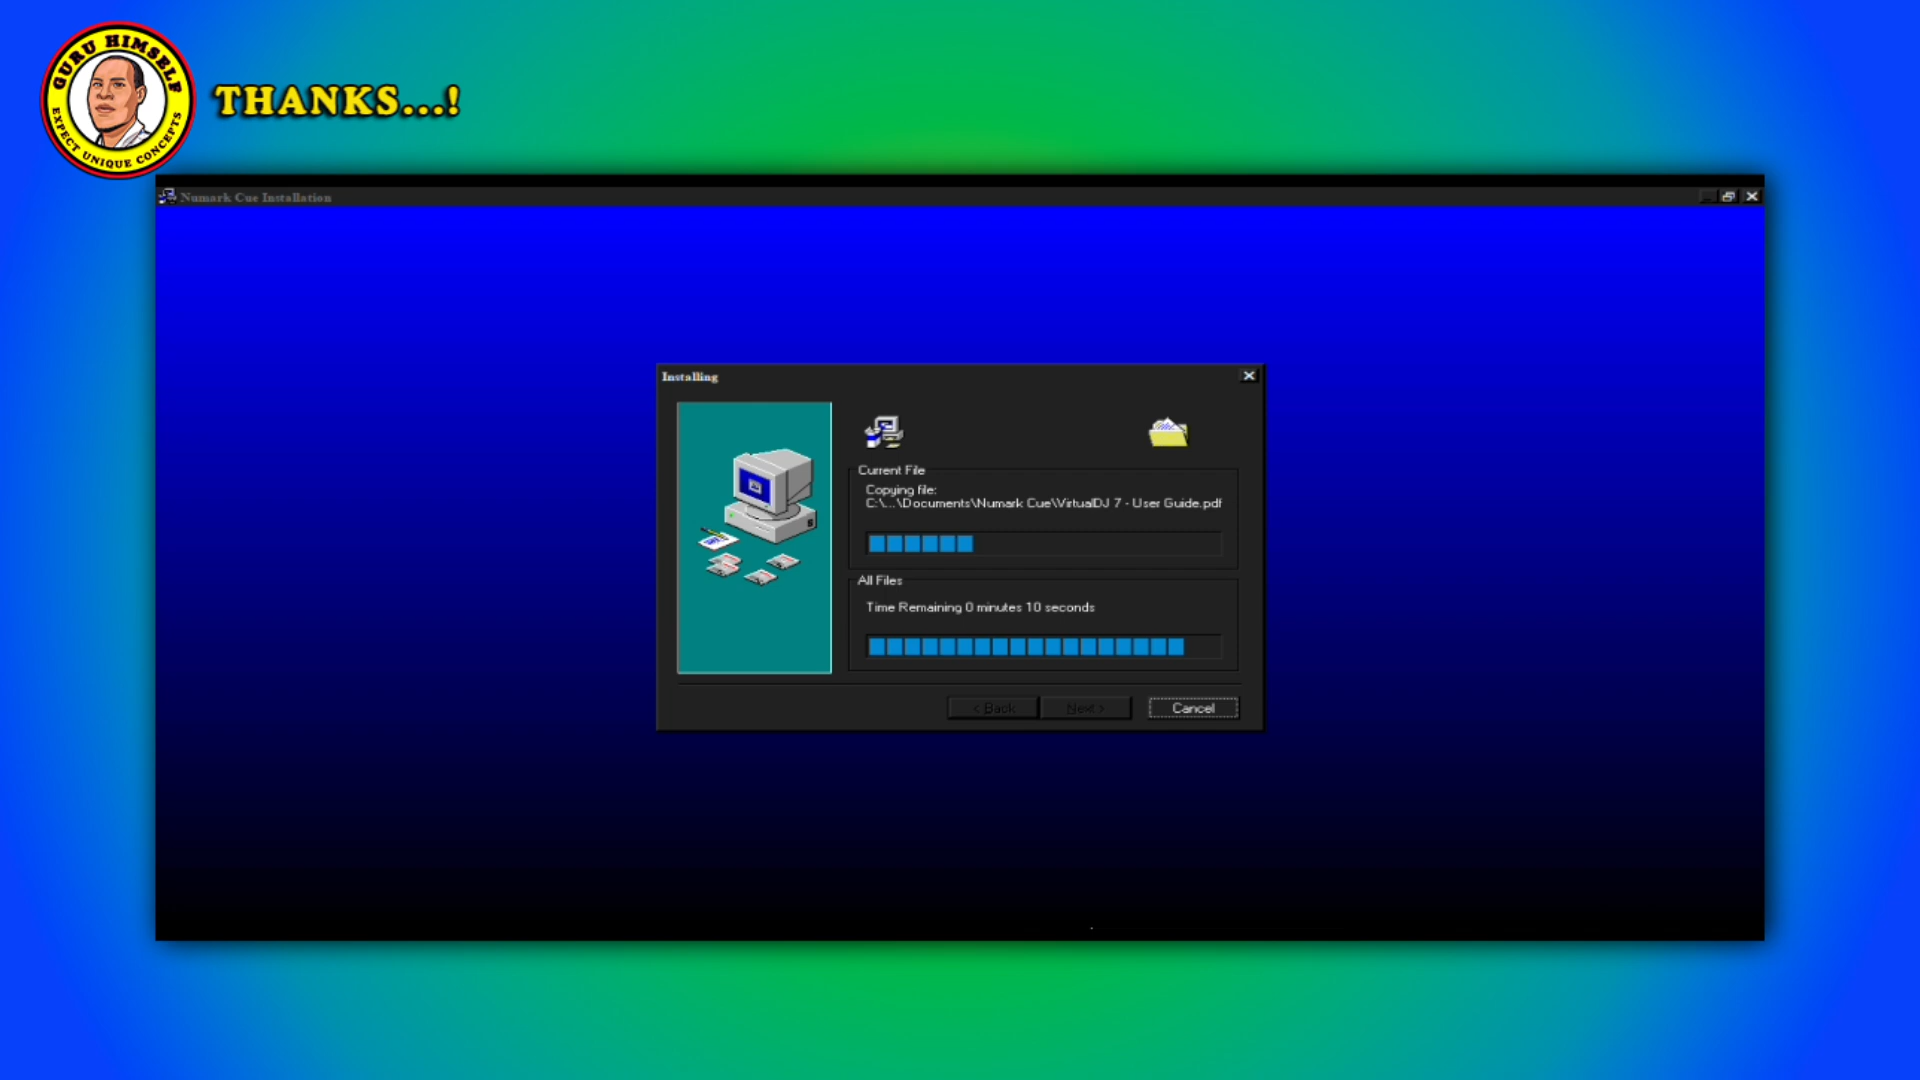 GURU HIMSELF
EXPECT UNIQUE CONCEPTS
THANKS...!
Numark Cue Installation
Installing
Current File
Copying file:
C:\...\Documents\Numark Cue\VirtualDJ 7 - User Guide.pdf
All Files
Time Remaining 0 minutes 10 seconds
< Back
Next >
Cancel